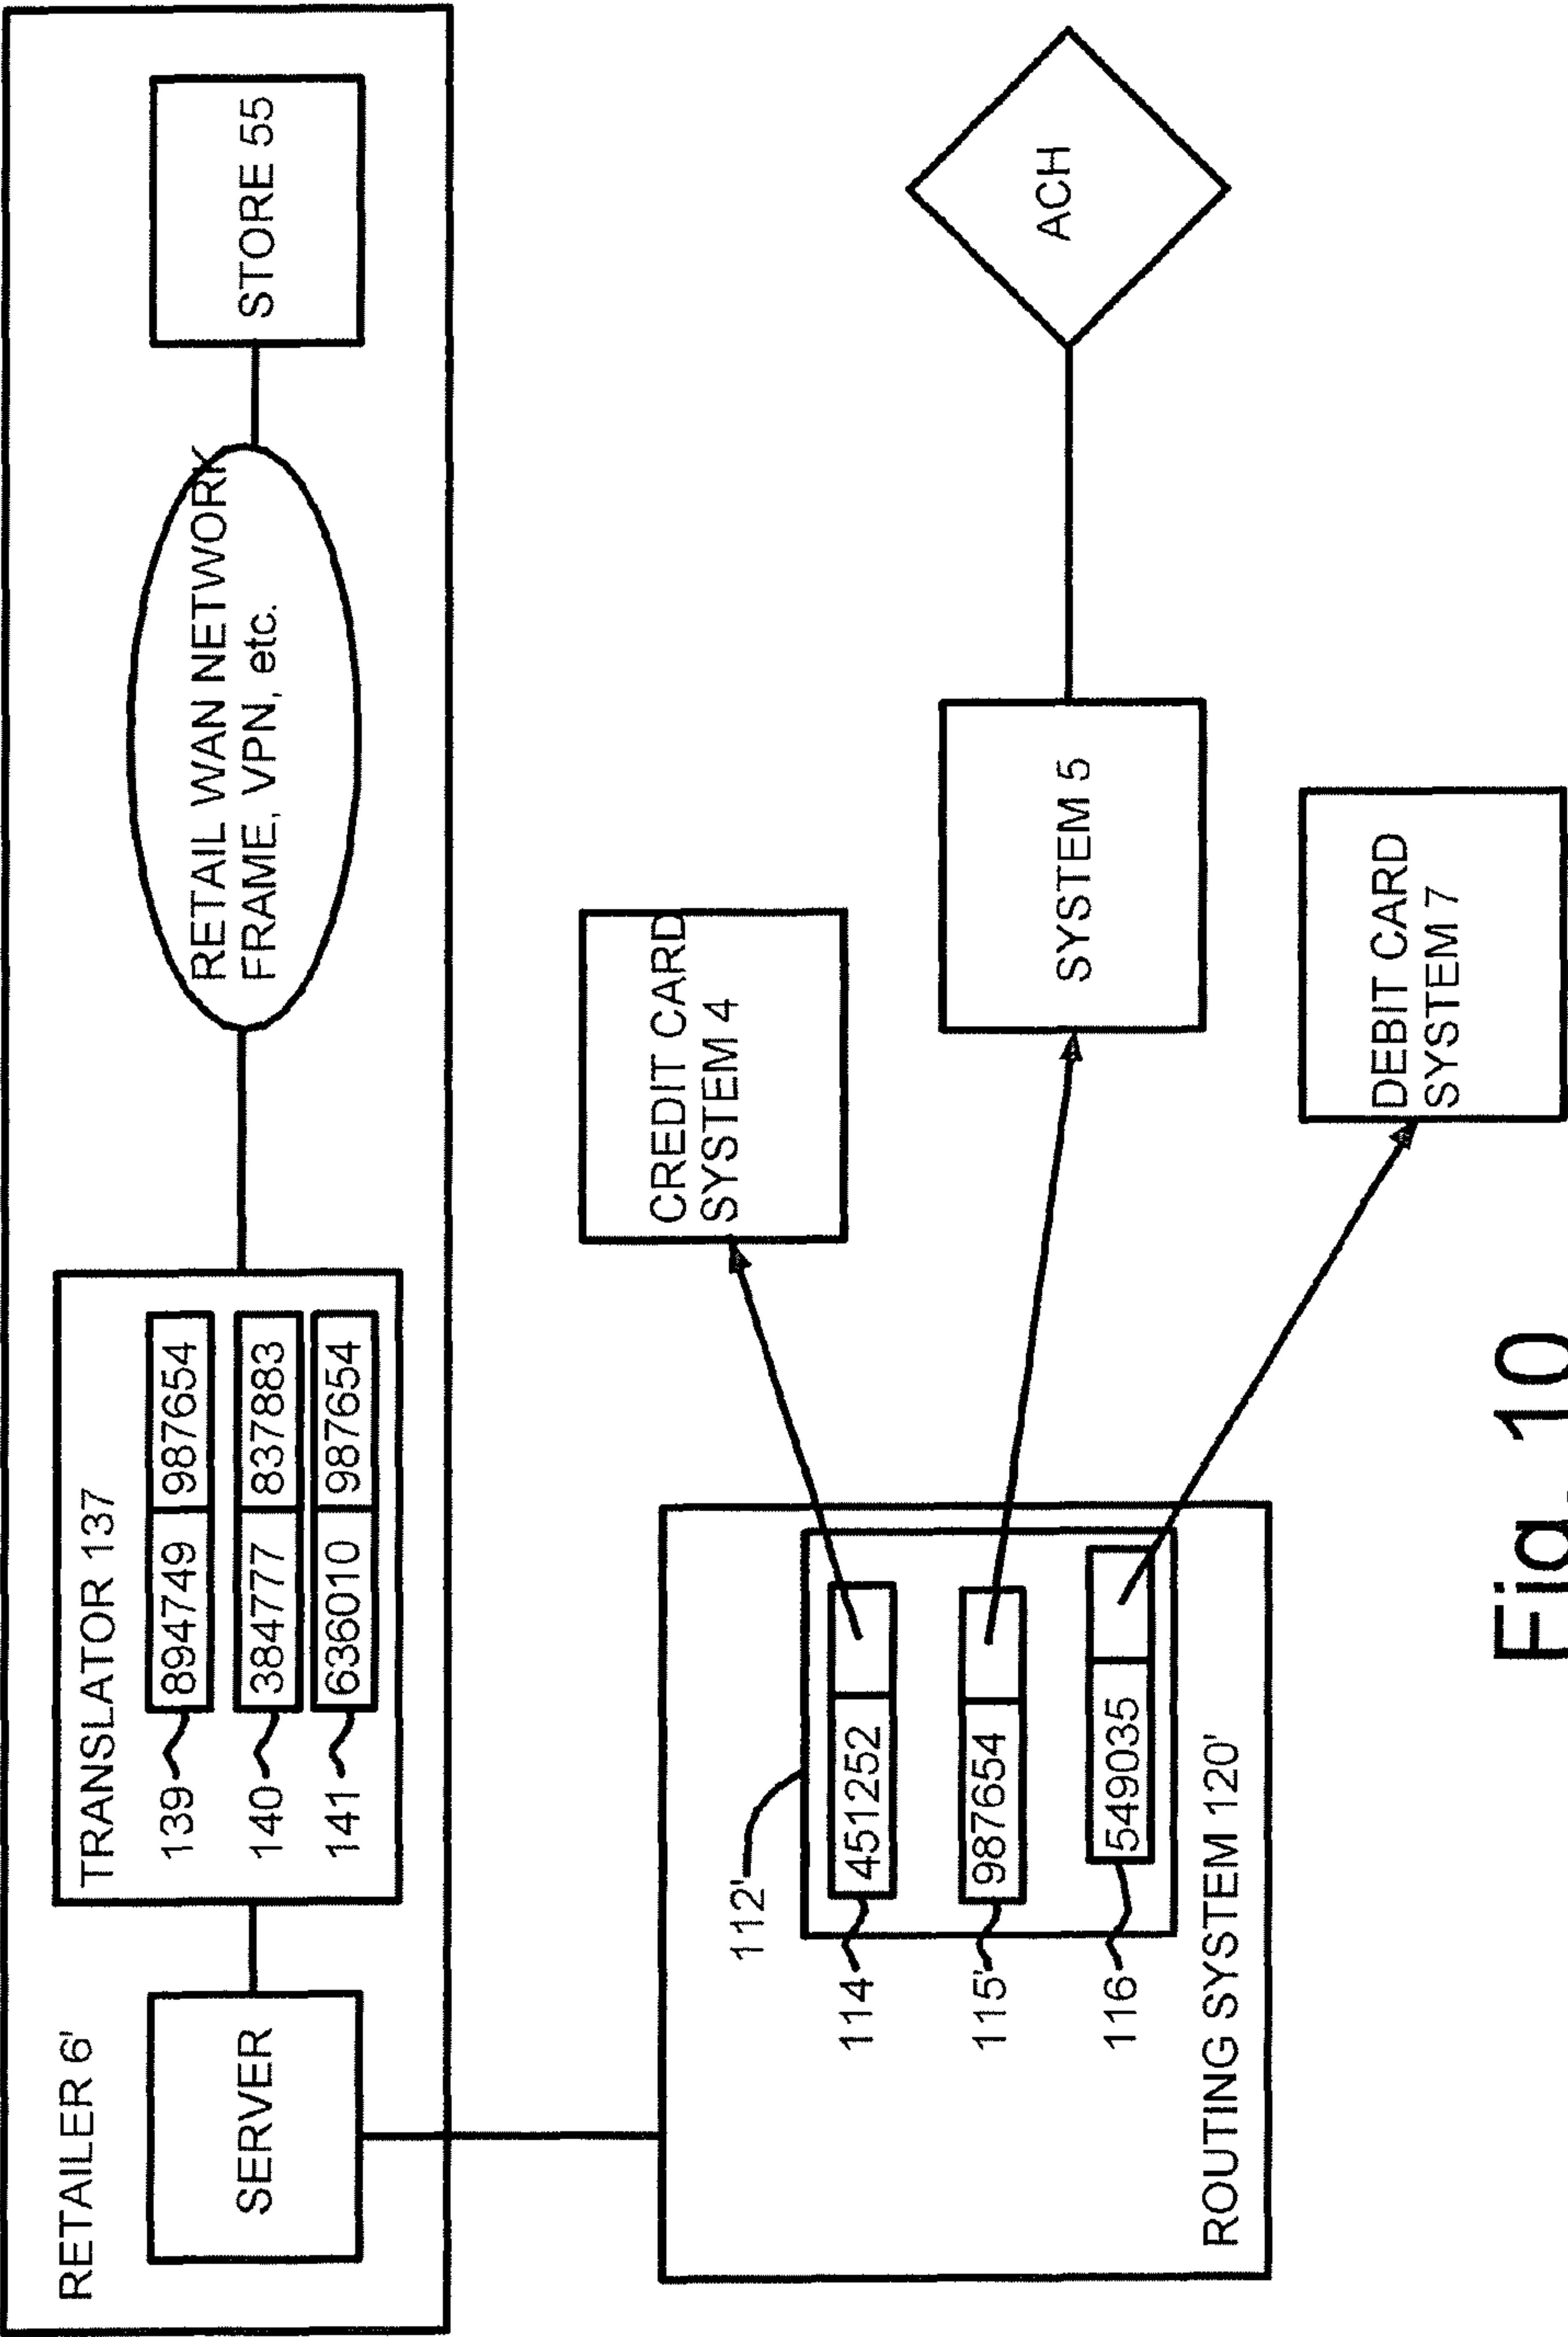 RETAILER 6'
SERVER
TRANSLATOR 137
139
894749
987654
140
384777
837883
141
636010
987654
RETAIL WAN NETWORK
FRAME, VPN, etc.
STORE 55
112'
114
451252
115'
987654
116
549035
ROUTING SYSTEM 120'
CREDIT CARD
SYSTEM 4
SYSTEM 5
ACH
DEBIT CARD
SYSTEM 7
Fig. 10